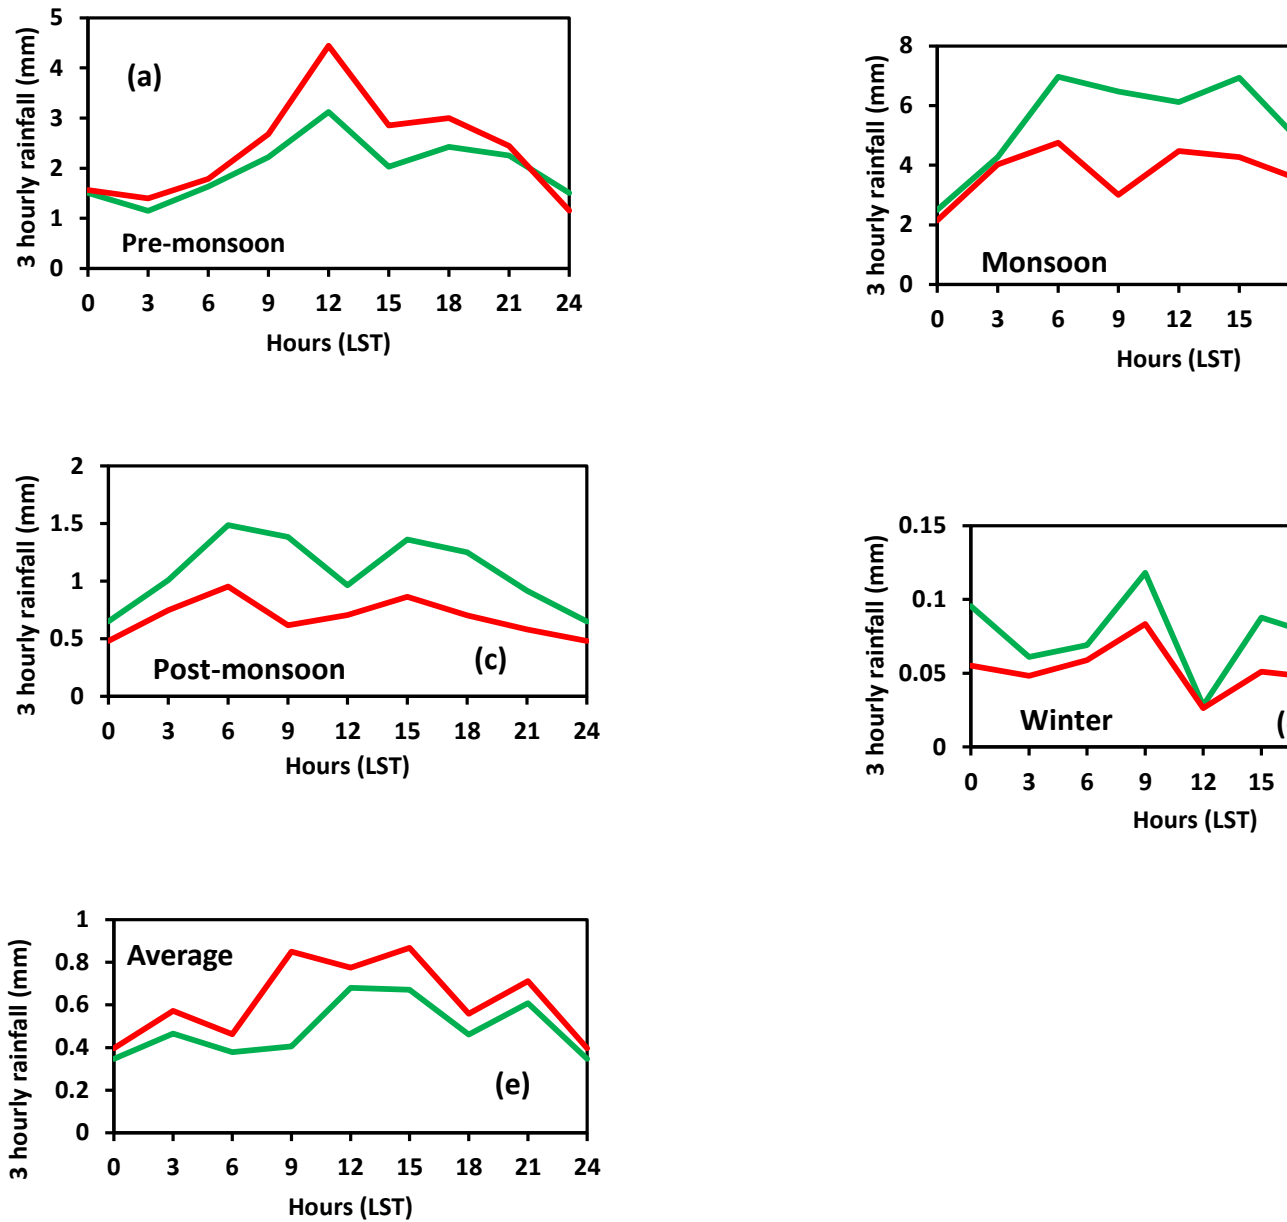 3 hourly rainfall (mm)
5
4
3
2
1
0
(a)
Pre-monsoon
0 3 6 9 12 15 18 21 24
Hours (LST)
3 hourly rainfall (mm)
8
6
4
2
0
Monsoon
0 3 6 9 12 15
Hours (LST)
3 hourly rainfall (mm)
2
1.5
1
0.5
0
Post-monsoon
(c)
0 3 6 9 12 15 18 21 24
Hours (LST)
3 hourly rainfall (mm)
0.15
0.1
0.05
0
Winter
(
0 3 6 9 12 15
Hours (LST)
3 hourly rainfall (mm)
1
0.8
0.6
0.4
0.2
0
Average
(e)
0 3 6 9 12 15 18 21 24
Hours (LST)